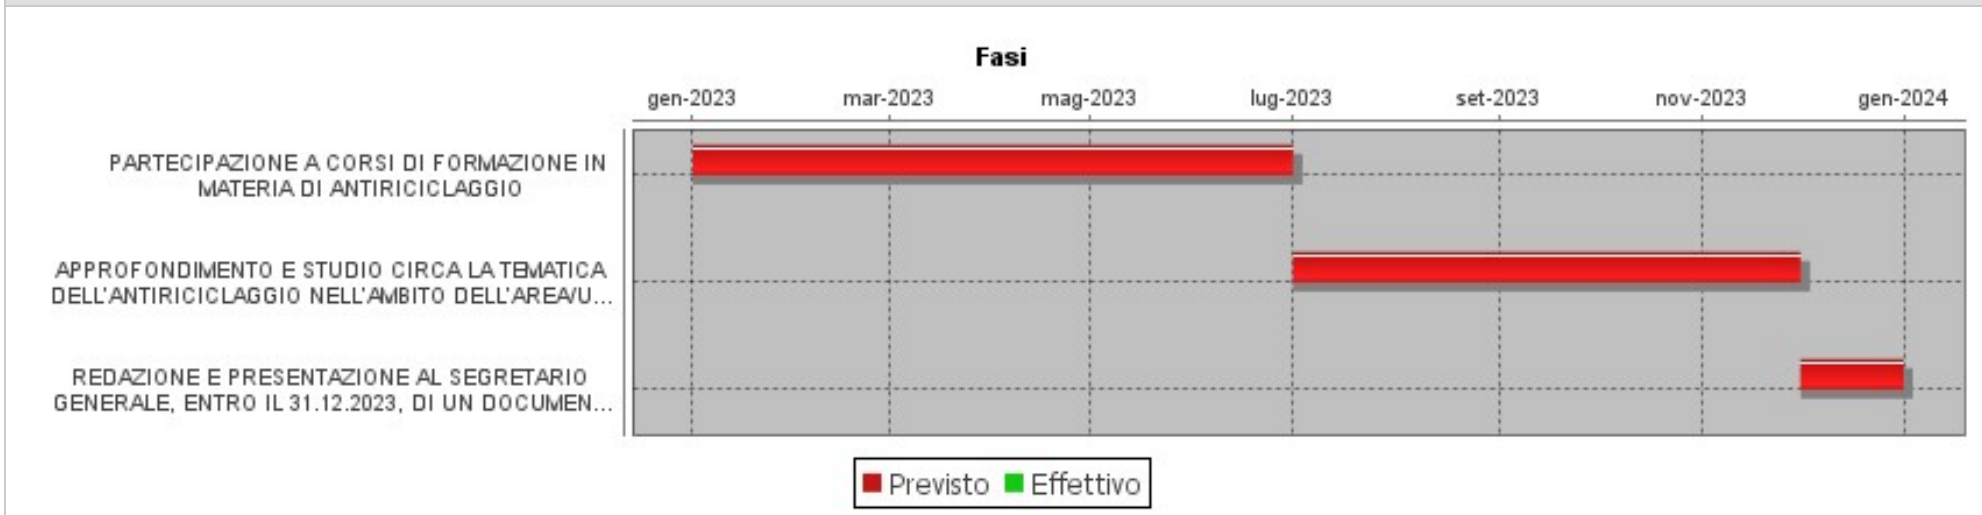 Fasi
gen-2023 mar-2023 mag-2023 lug-2023 set-2023 nov-2023 gen-2024
PARTECIPAZIONE A CORSI DI FORMAZIONE IN
MATERIA DI ANTIRICICLAGGIO
APPROFONDIMENTO E STUDIO CIRCA LA TEMATICA
DELL'ANTIRICICLAGGIO NELL'AMBITO DELL'AREA/U...
REDAZIONE E PRESENTAZIONE AL SEGRETARIO
GENERALE, ENTRO IL 31.12.2023, DI UN DOCUMEN...
Previsto Effettivo